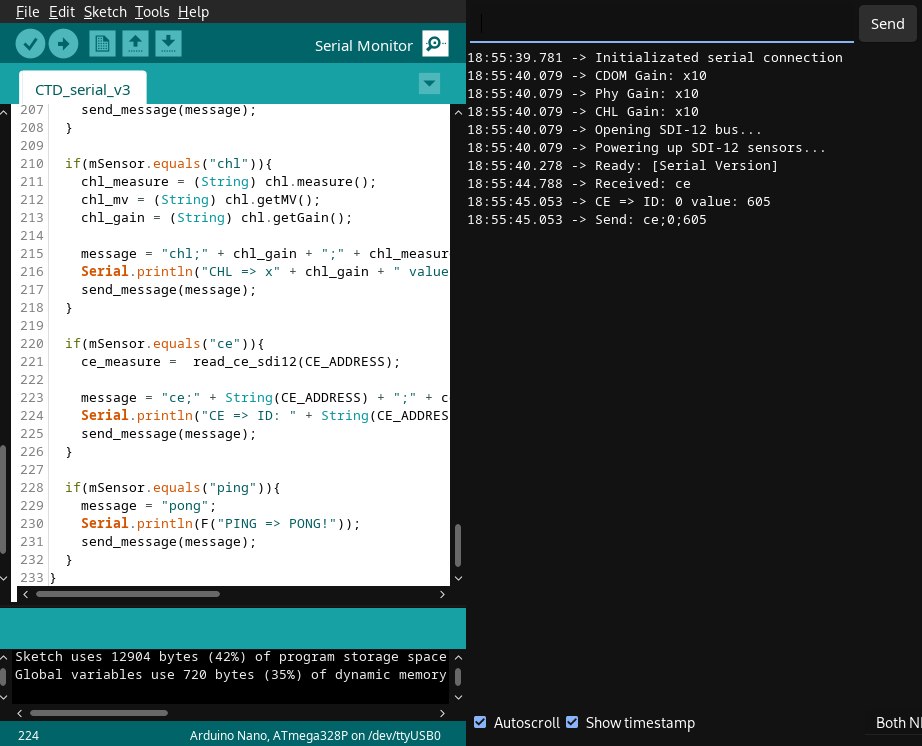 File Edit Sketch Tools Help
Serial Monitor
CTD_serial_v3
207 send_message(message);
208 }
209
210 if(mSensor.equals("chl")){
211 chl_measure = (String) chl.measure();
212 chl_mv = (String) chl.getMV();
213 chl_gain = (String) chl.getGain();
214
215 message = "chl;" + chl_gain + ";" + chl_measur
216 Serial.println("CHL => x" + chl_gain + " value
217 send_message(message);
218 }
219
220 if(mSensor.equals("ce")){
221 ce_measure =  read_ce_sdi12(CE_ADDRESS);
222
223 message = "ce;" + String(CE_ADDRESS) + ";" + c
224 Serial.println("CE => ID: " + String(CE_ADDRES
225 send_message(message);
226 }
227
228 if(mSensor.equals("ping")){
229 message = "pong";
230 Serial.println(F("PING => PONG!"));
231 send_message(message);
232 }
233 }
Sketch uses 12904 bytes (42%) of program storage space
Global variables use 720 bytes (35%) of dynamic memory
224 Arduino Nano, ATmega328P on /dev/ttyUSB0
Send
18:55:39.781 -> Initializated serial connection
18:55:40.079 -> CDOM Gain: x10
18:55:40.079 -> Phy Gain: x10
18:55:40.079 -> CHL Gain: x10
18:55:40.079 -> Opening SDI-12 bus...
18:55:40.079 -> Powering up SDI-12 sensors...
18:55:40.278 -> Ready: [Serial Version]
18:55:44.788 -> Received: ce
18:55:45.053 -> CE => ID: 0 value: 605
18:55:45.053 -> Send: ce;0;605
Autoscroll Show timestamp Both N